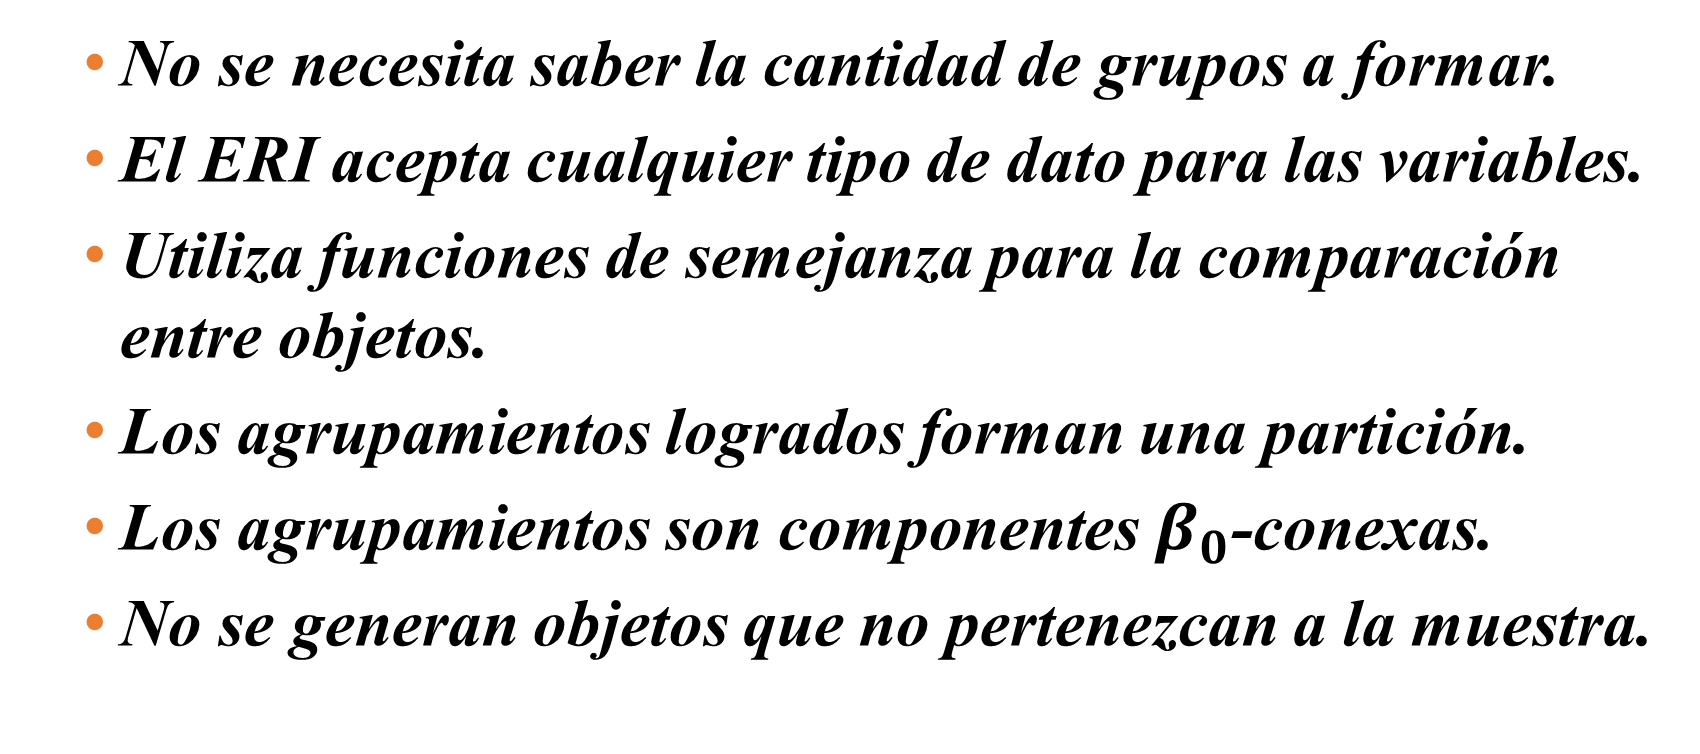 • No se necesita saber la cantidad de grupos a formar.
• El ERI acepta cualquier tipo de dato para las variables.
• Utiliza funciones de semejanza para la comparación
entre objetos.
• Los agrupamientos logrados forman una partición.
• Los agrupamientos son componentes β₀-conexas.
• No se generan objetos que no pertenezcan a la muestra.